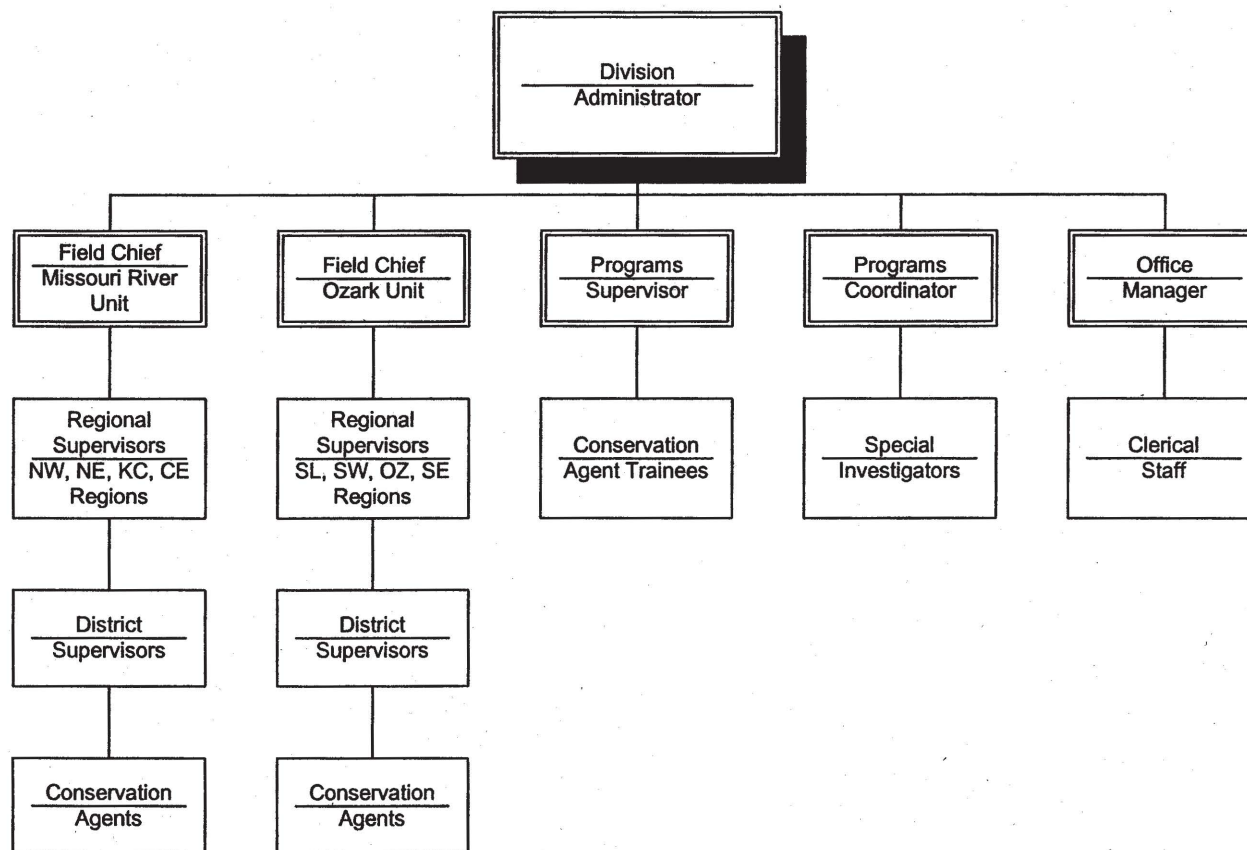 Division
Administrator
Field Chief
Missouri River
Unit
Field Chief
Ozark Unit
Programs
Supervisor
Programs
Coordinator
Office
Manager
Regional
Supervisors
NW, NE, KC, CE
Regions
Regional
Supervisors
SL, SW, OZ, SE
Regions
Conservation
Agent Trainees
Special
Investigators
Clerical
Staff
District
Supervisors
District
Supervisors
Conservation
Agents
Conservation
Agents